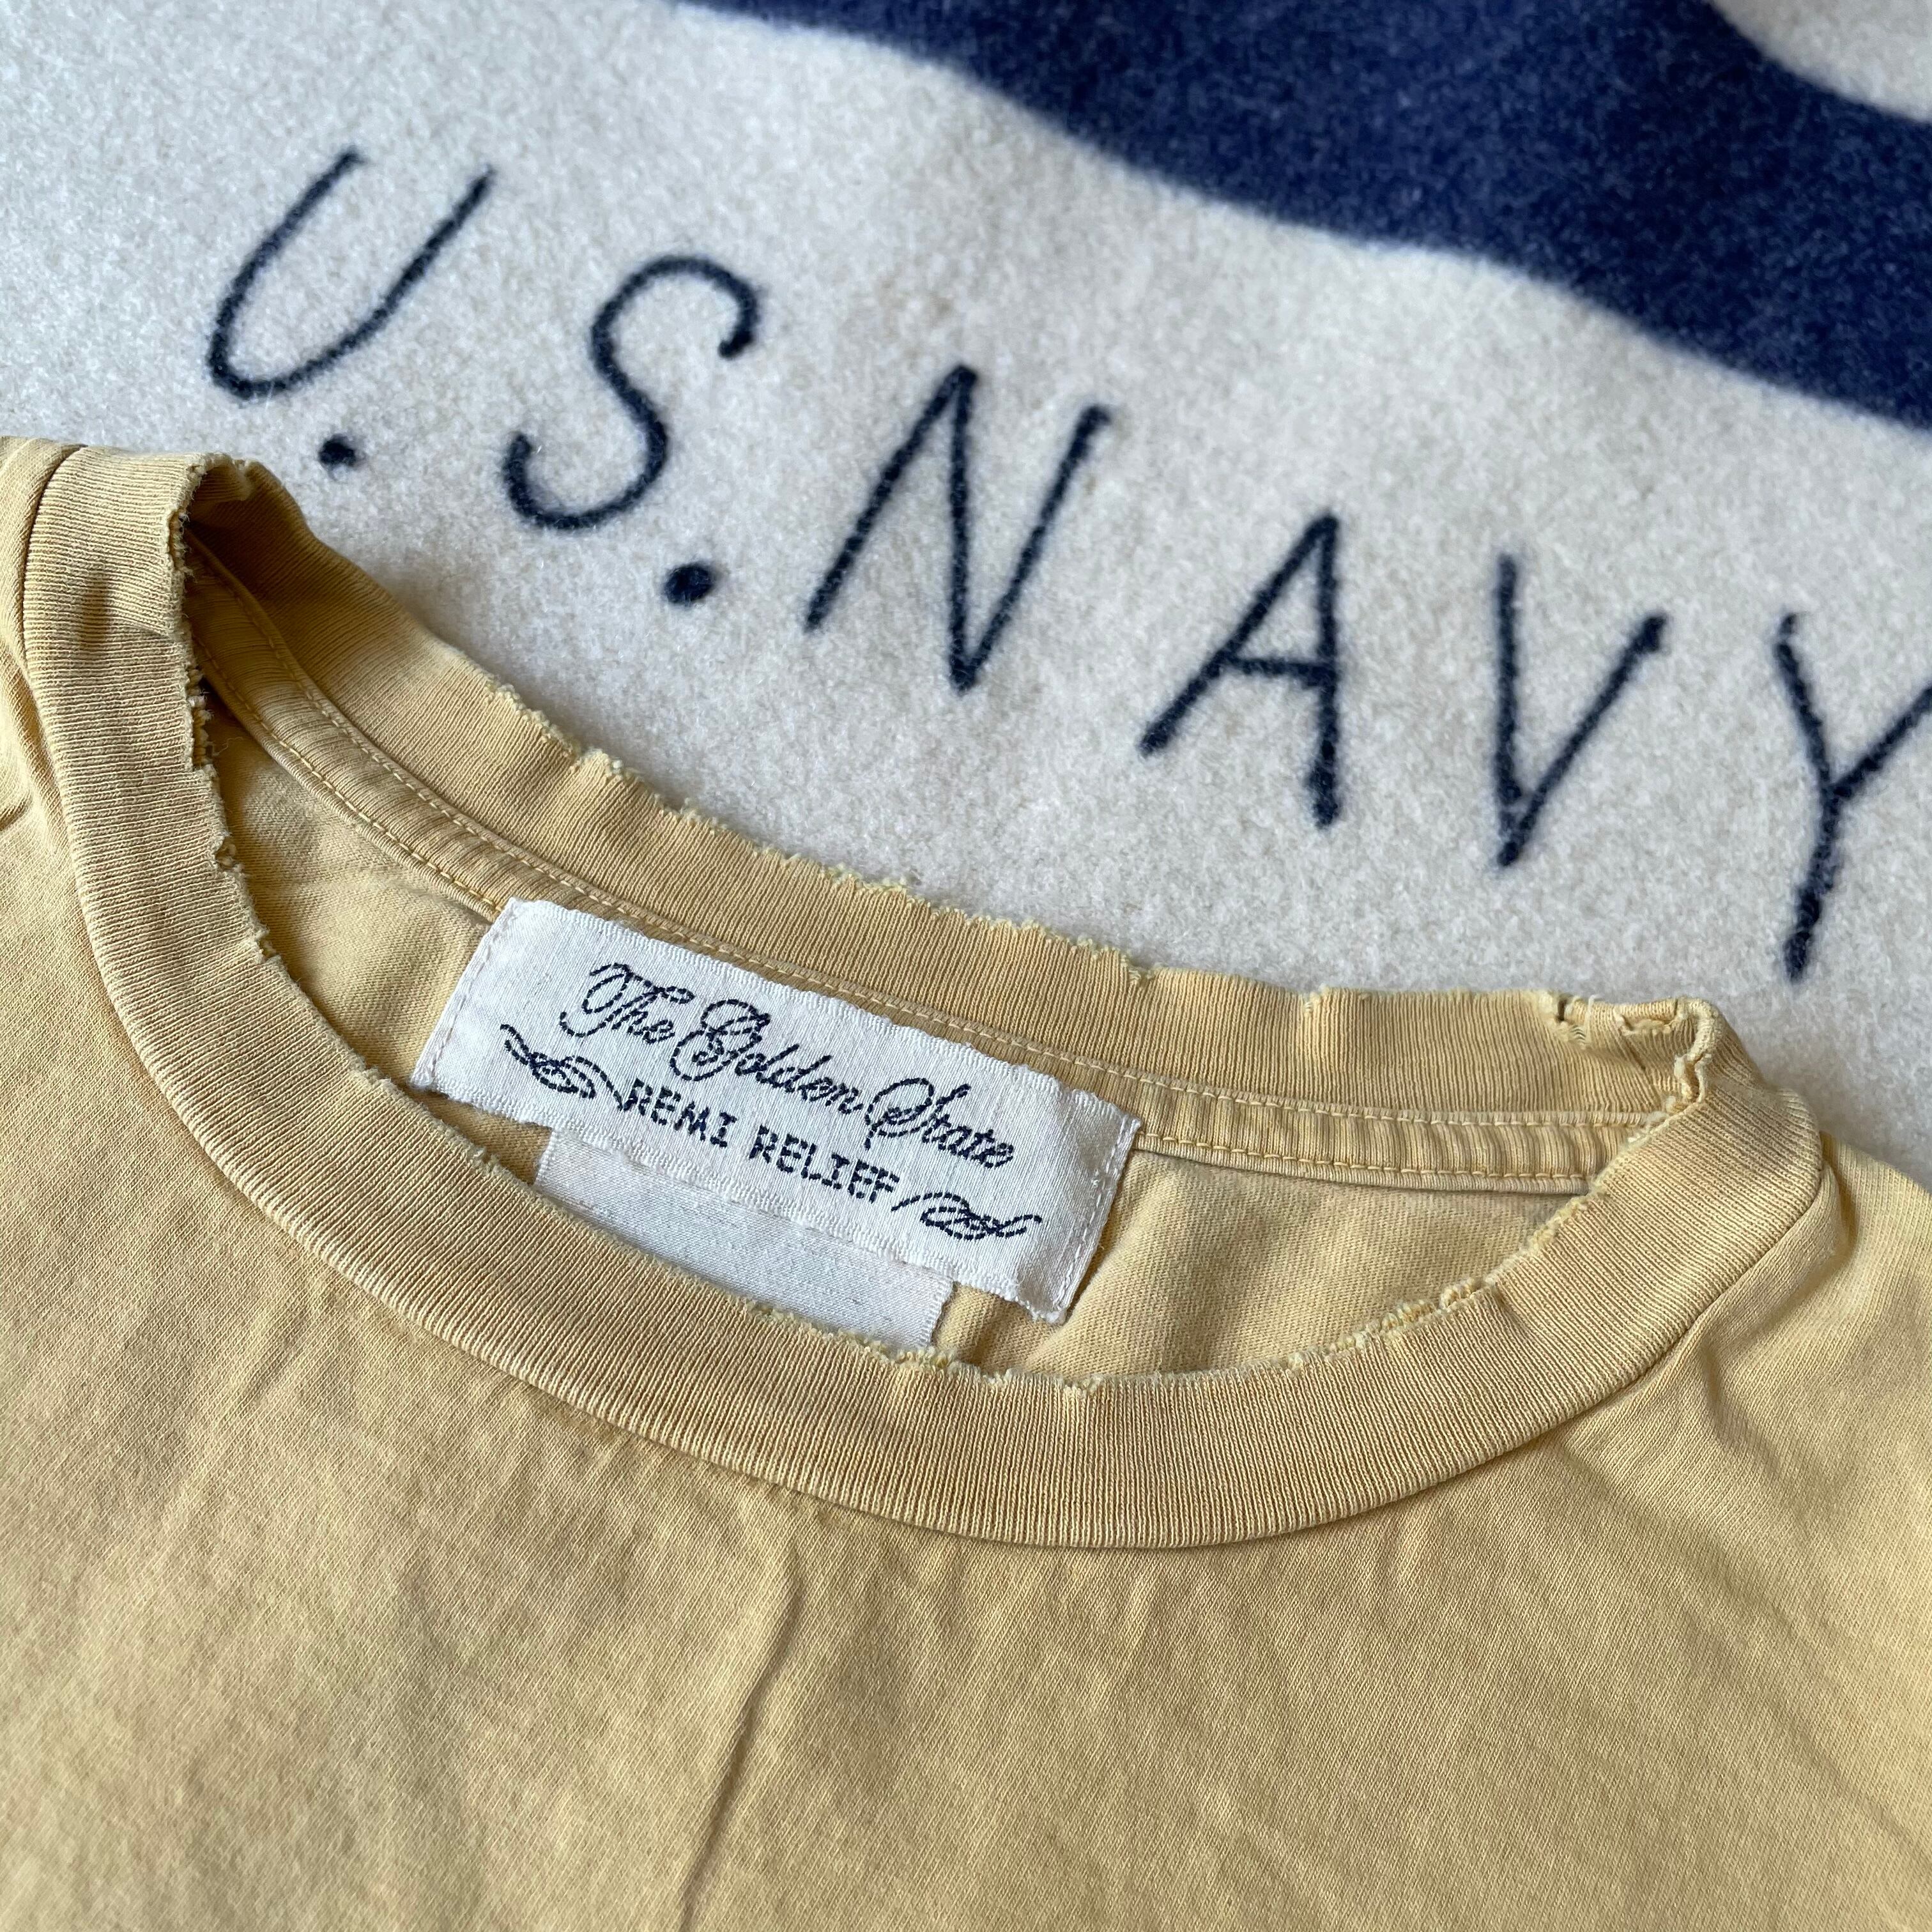 U.S. NAVY
The Golden State
REMI RELIEF